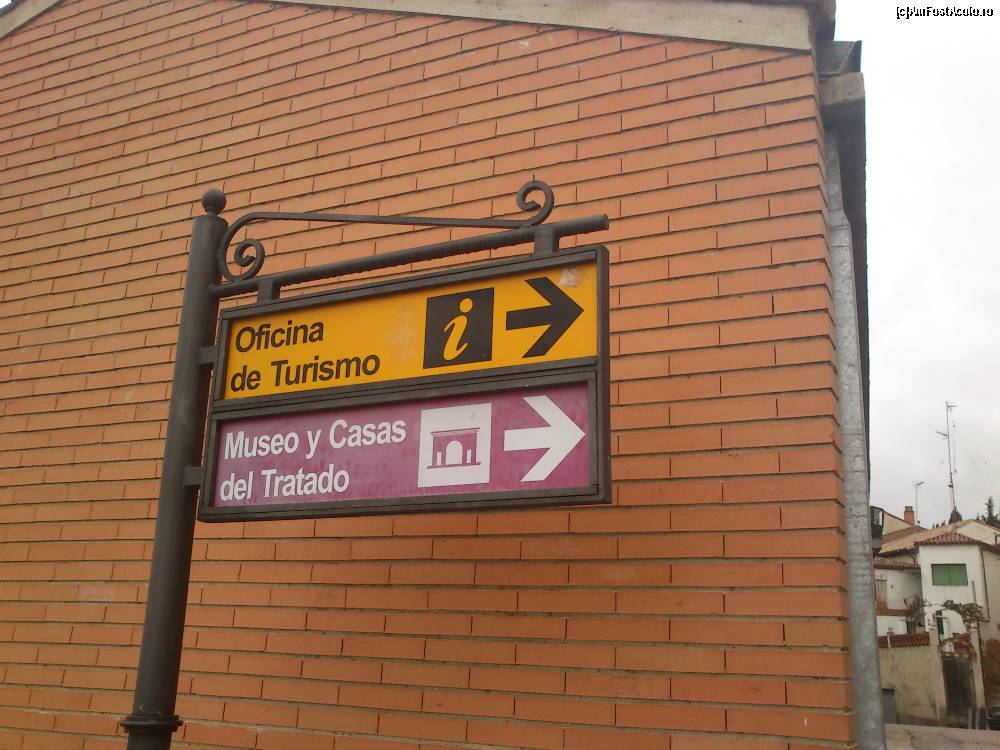 [c]AmFostAcolo.ro
Oficina
de Turismo
i
Museo y Casas
del Tratado